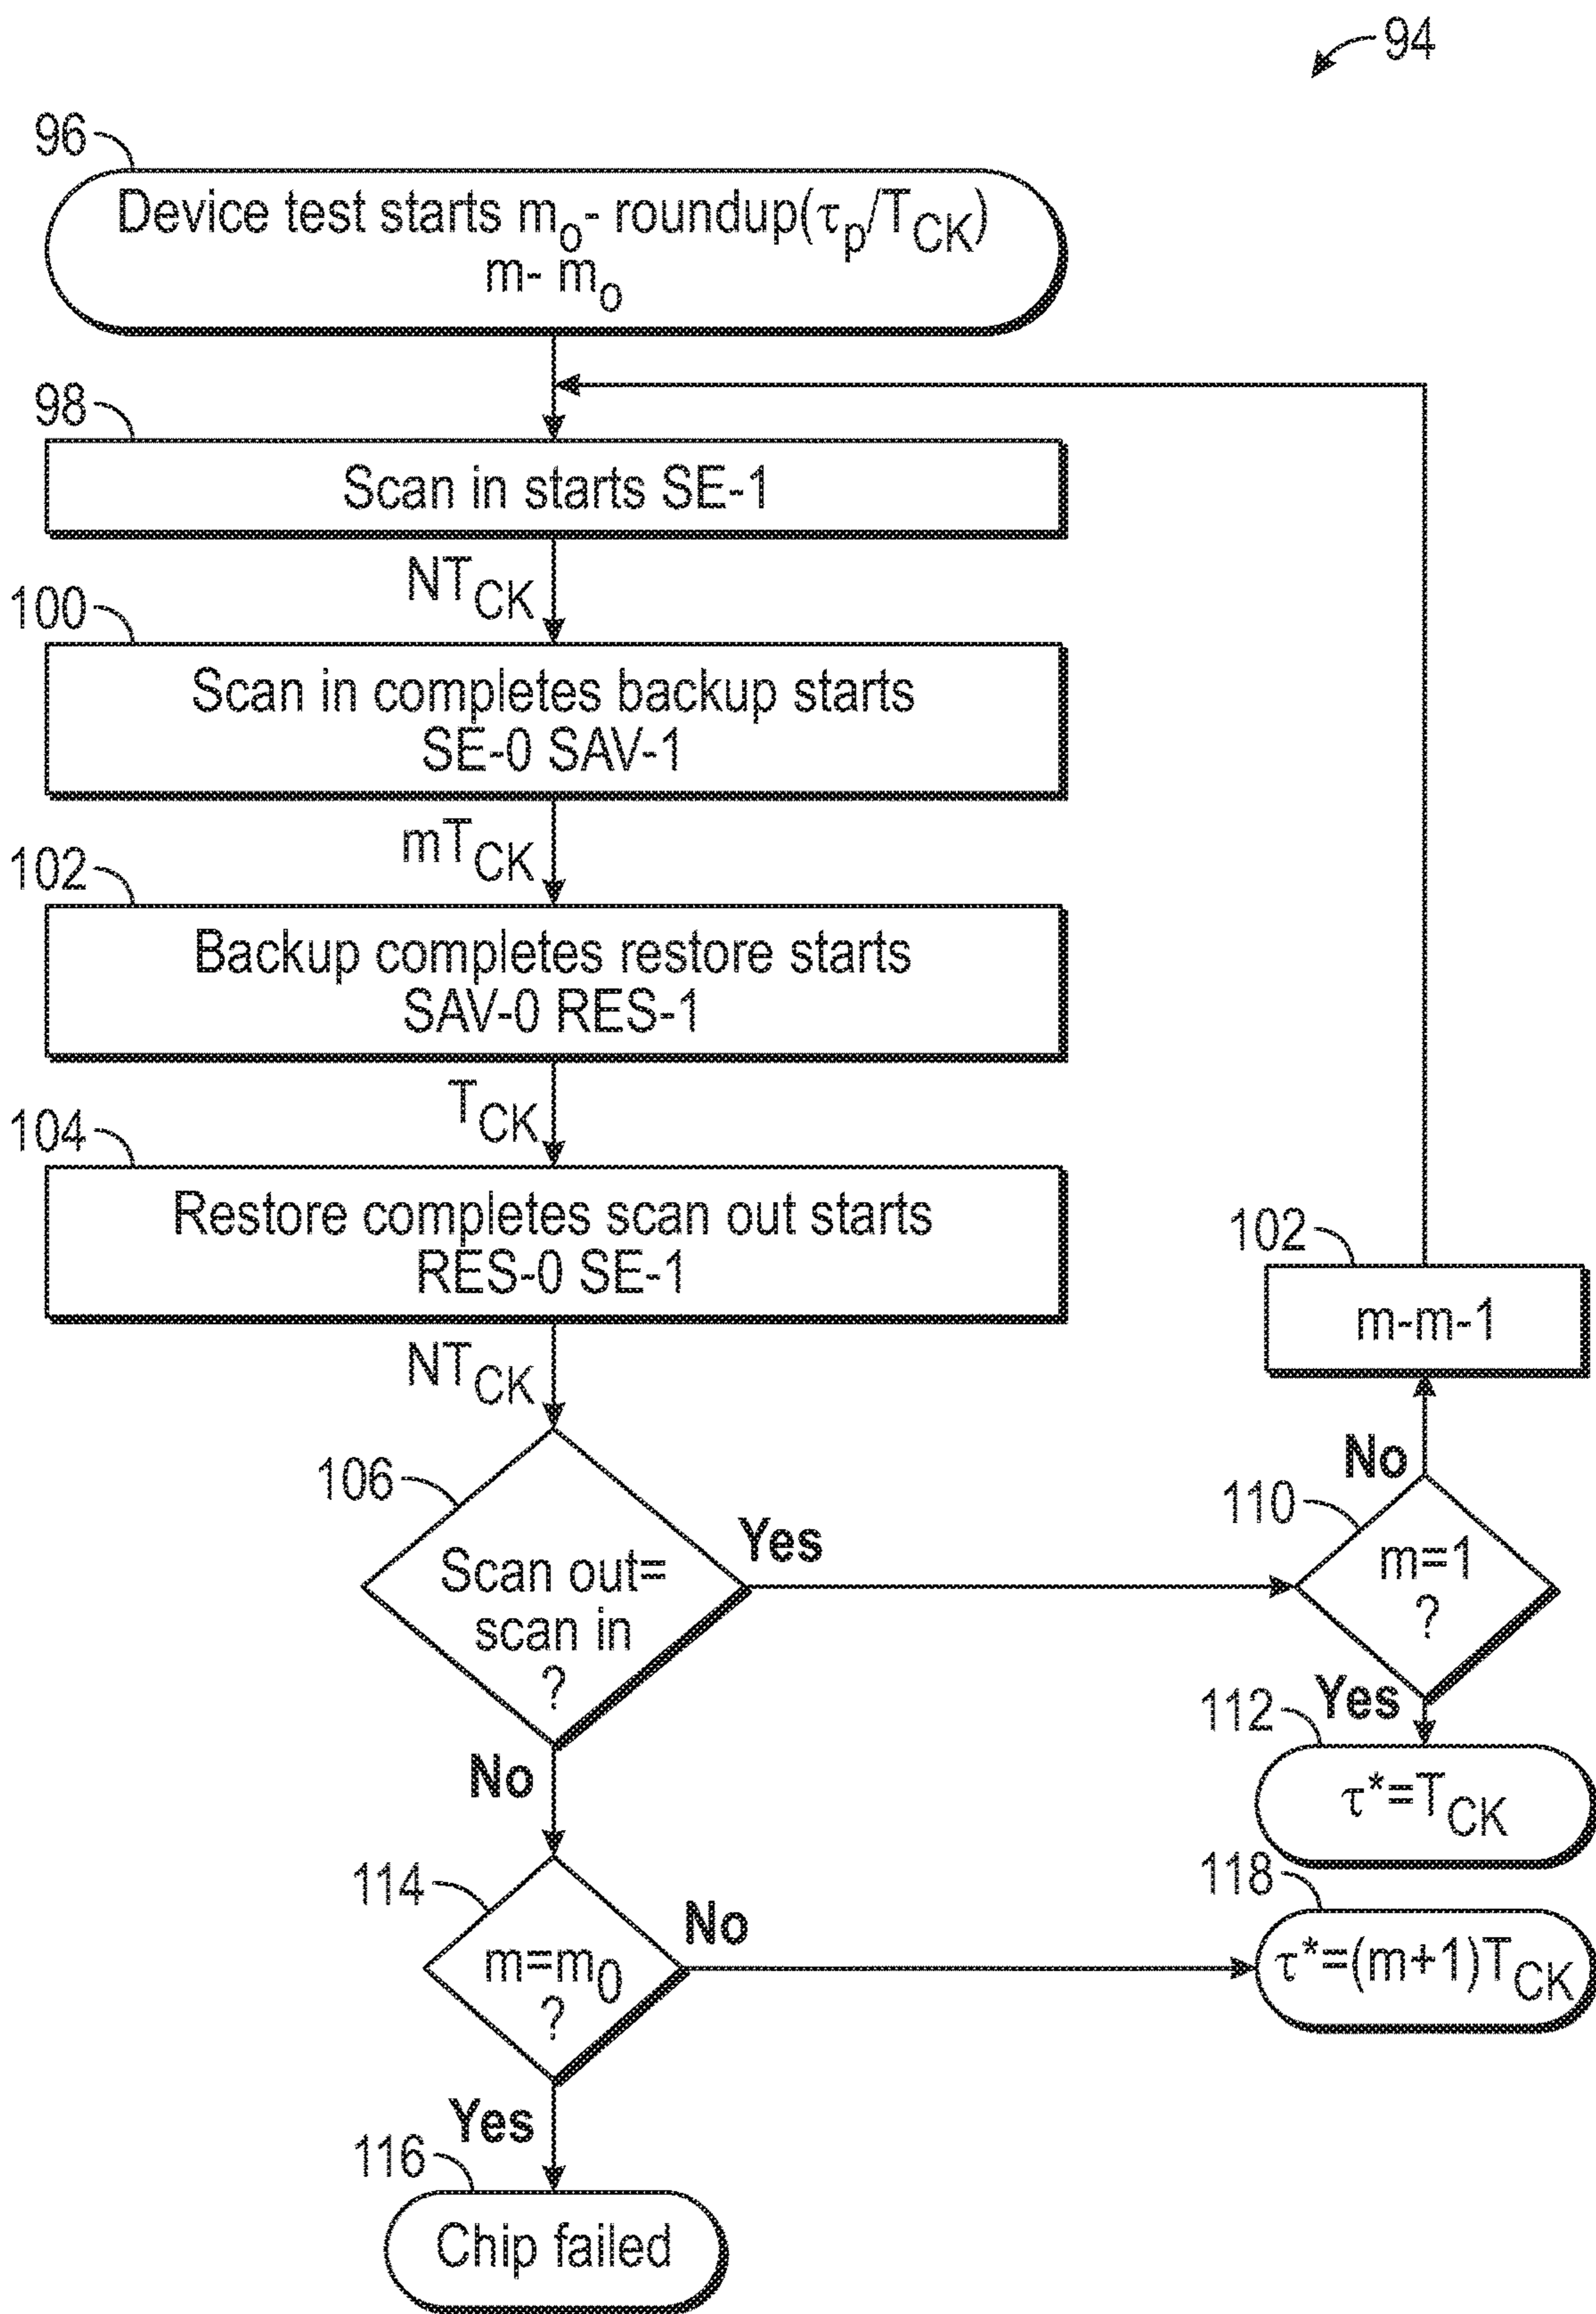 94
96
Device test starts mo- roundup(τp/TCK)
m- mo
98
Scan in starts SE-1
NTCK
100
Scan in completes backup starts
SE-0 SAV-1
mTCK
102
Backup completes restore starts
SAV-0 RES-1
TCK
104
Restore completes scan out starts
RES-0 SE-1
NTCK
102
m-m-1
No
106
Scan out=
scan in
?
Yes
110
m=1
?
Yes
112
τ*=TCK
No
114
m=m0
?
No
118
τ*=(m+1)TCK
Yes
116
Chip failed